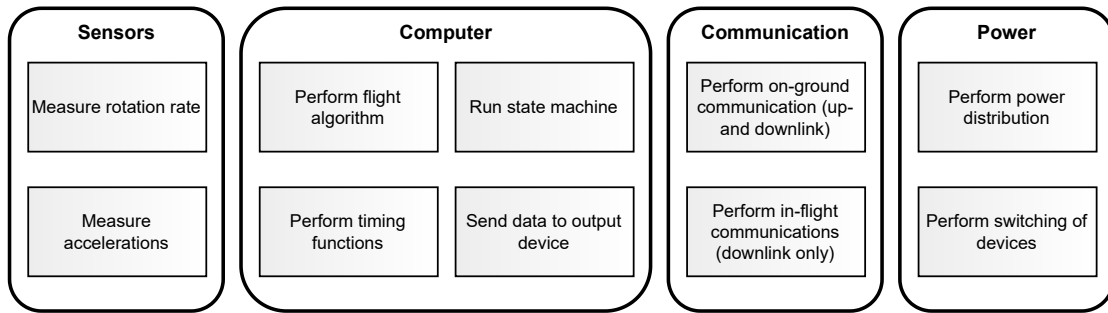 Sensors
Measure rotation rate
Measure
accelerations
Computer
Perform flight
algorithm
Run state machine
Perform timing
functions
Send data to output
device
Communication
Perform on-ground
communication (up-
and downlink)
Perform in-flight
communications
(downlink only)
Power
Perform power
distribution
Perform switching of
devices